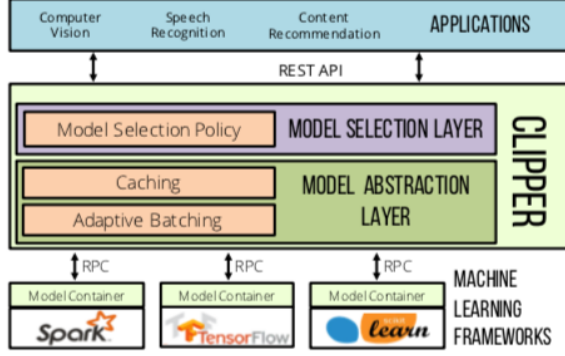 Computer
Vision
Speech
Recognition
Content
Recommendation
APPLICATIONS
REST API
Model Selection Policy
MODEL SELECTION LAYER
CLIPPER
Caching
Adaptive Batching
MODEL ABSTRACTION
LAYER
RPC
RPC
RPC
Model Container
Model Container
Model Container
MACHINE
LEARNING
FRAMEWORKS
Spark
TensorFlow
learn